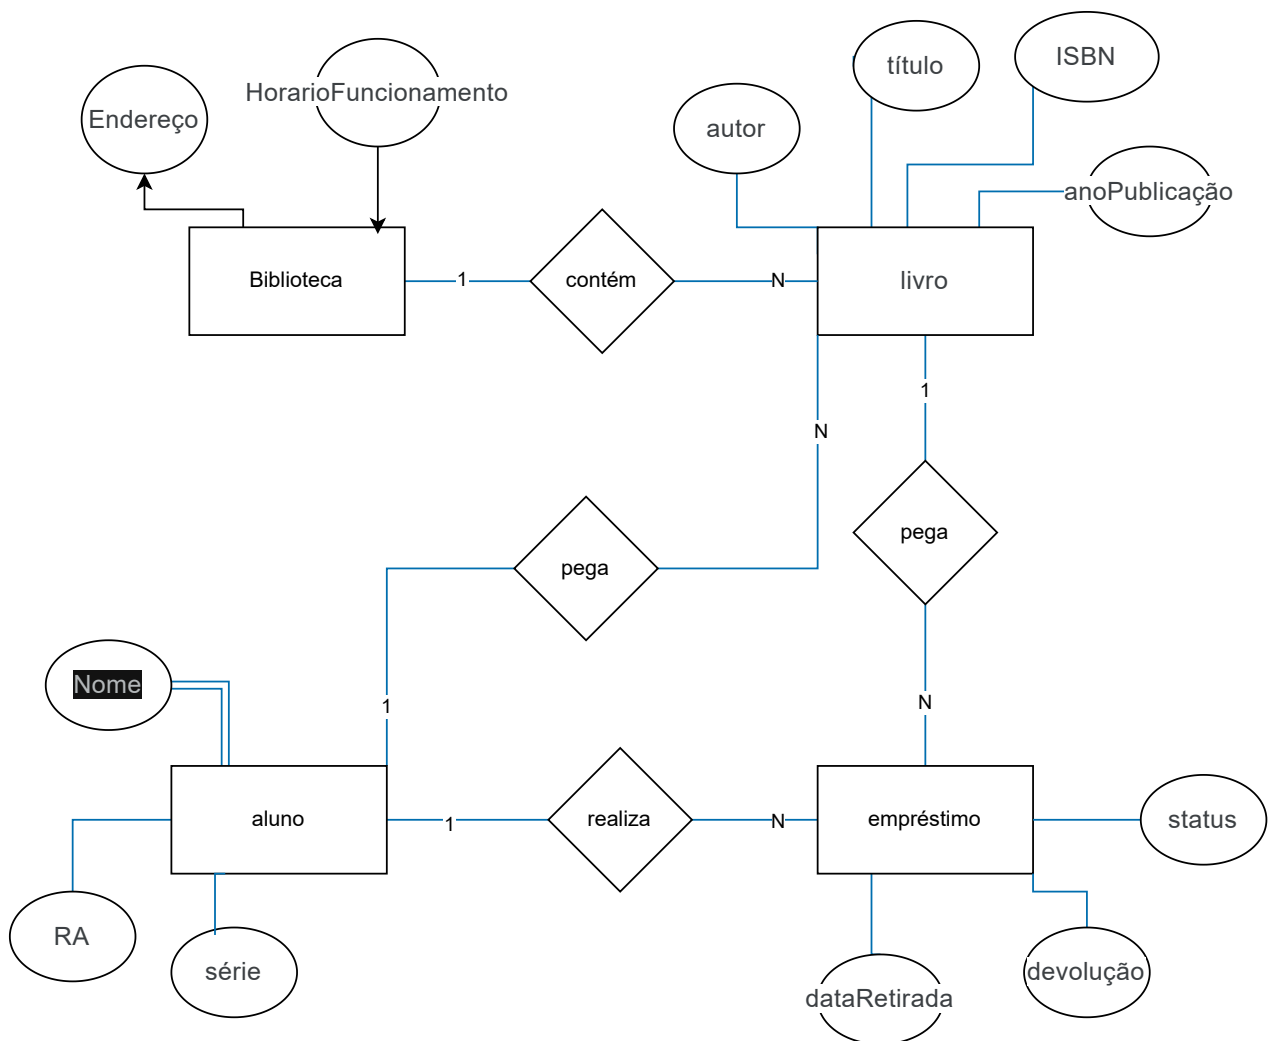 título
ISBN
HorarioFuncionamento
Endereço
autor
anoPublicação
Biblioteca
1
contém
N
livro
1
N
pega
pega
Nome
1
N
aluno
1
realiza
N
empréstimo
status
RA
série
devolução
dataRetirada